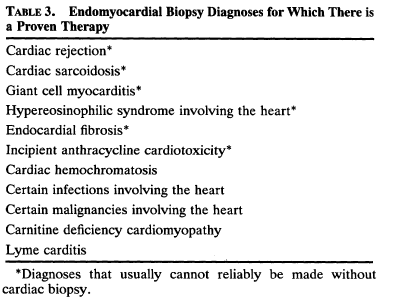 TABLE 3. Endomyocardial Biopsy Diagnoses for Which There is
a Proven Therapy
Cardiac rejection*
Cardiac sarcoidosis*
Giant cell myocarditis*
Hypereosinophilic syndrome involving the heart*
Endocardial fibrosis*
Incipient anthracycline cardiotoxicity*
Cardiac hemochromatosis
Certain infections involving the heart
Certain malignancies involving the heart
Carnitine deficiency cardiomyopathy
Lyme carditis
*Diagnoses that usually cannot reliably be made without
cardiac biopsy.